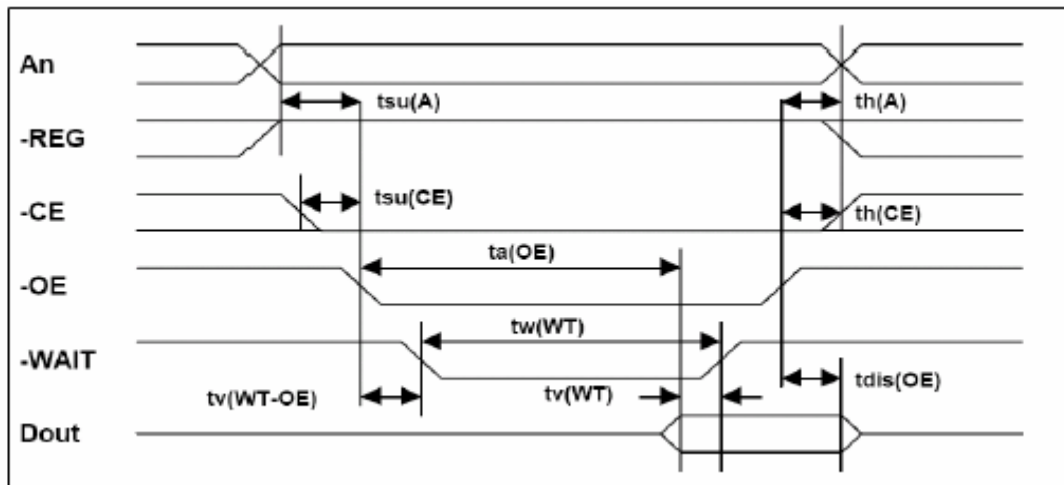 An
tsu(A)
th(A)
-REG
tsu(CE)
-CE
th(CE)
ta(OE)
-OE
tw(WT)
-WAIT
tdis(OE)
tv(WT-OE)
tv(WT)
Dout